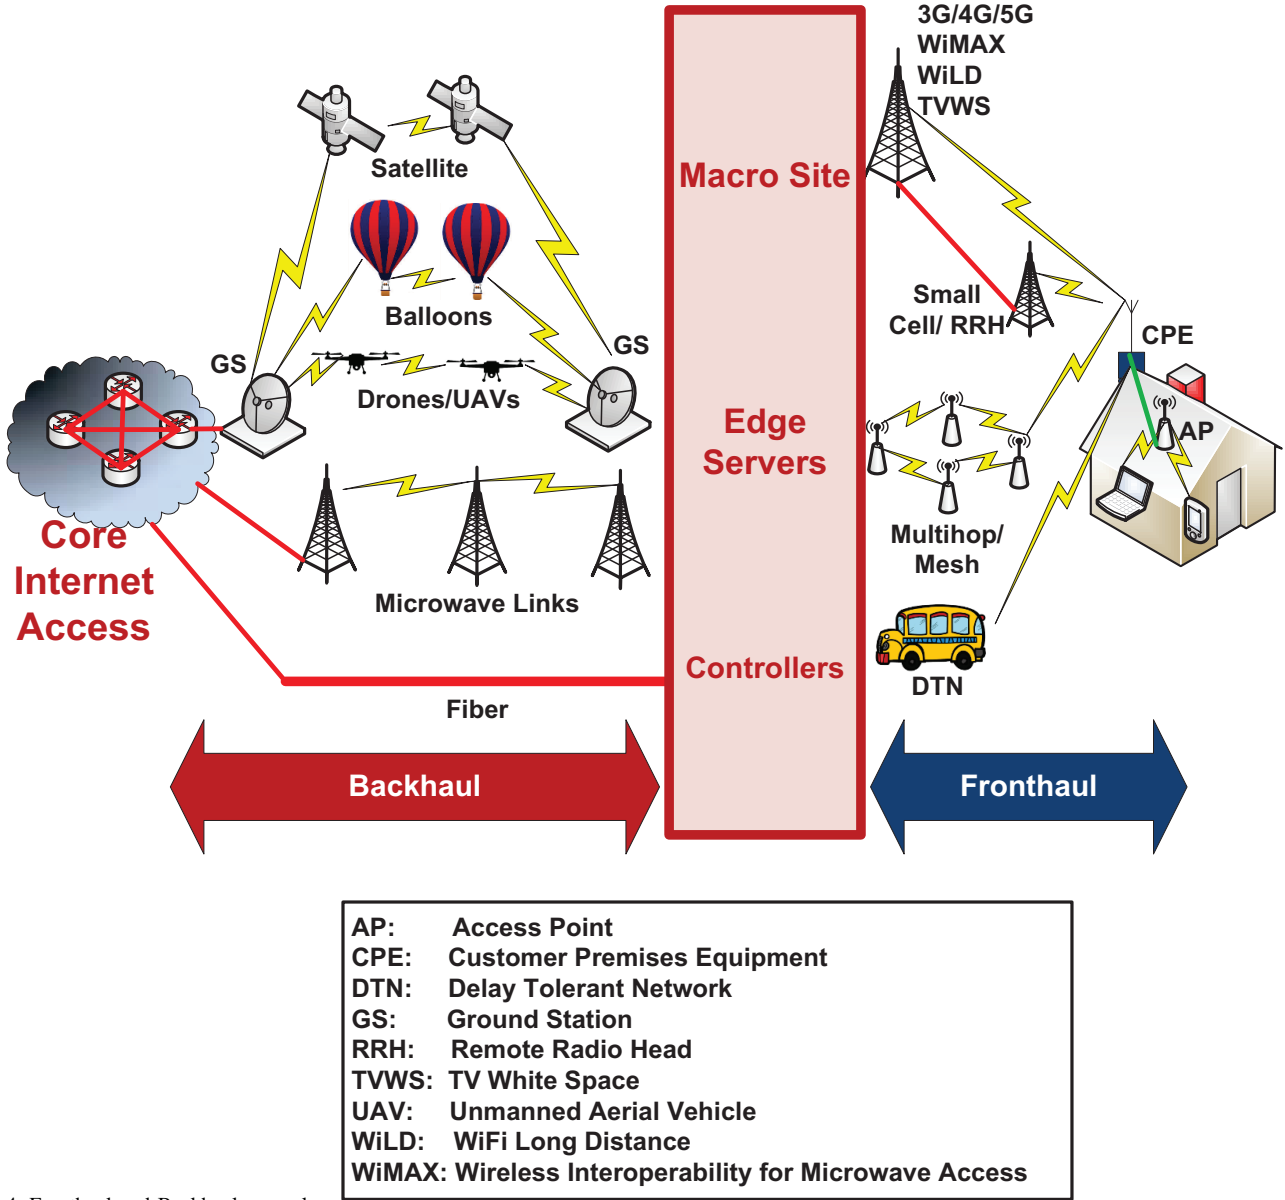 3G/4G/5G
WiMAX
WiLD
TVWS
Satellite
Macro Site
Balloons
Small
Cell/ RRH
GS
GS
CPE
Drones/UAVs
Edge
Servers
AP
Core
Internet
Access
Multihop/
Mesh
Microwave Links
Controllers
DTN
Fiber
Backhaul
Fronthaul
AP: Access Point
CPE: Customer Premises Equipment
DTN: Delay Tolerant Network
GS: Ground Station
RRH: Remote Radio Head
TVWS: TV White Space
UAV: Unmanned Aerial Vehicle
WiLD: WiFi Long Distance
WiMAX: Wireless Interoperability for Microwave Access